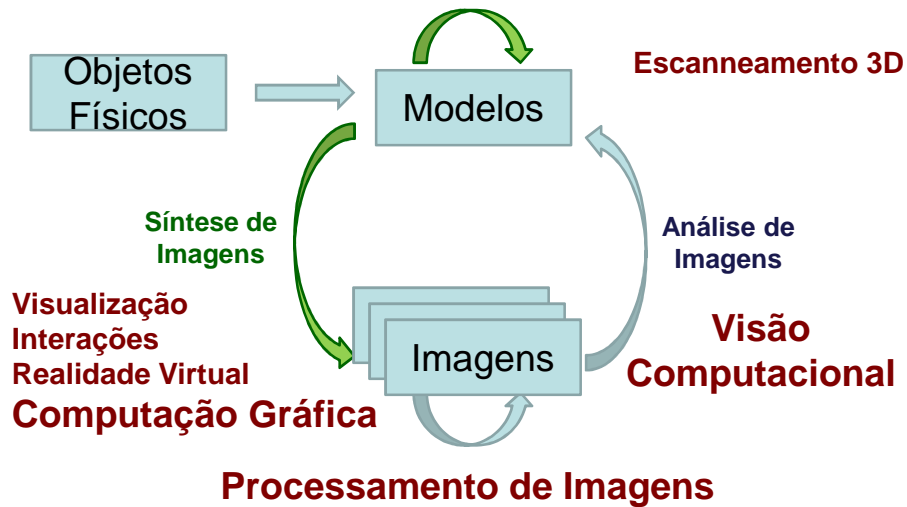 Objetos
Físicos
Modelos
Escanneamento 3D
Síntese de
Imagens
Análise de
Imagens
Visualização
Interações
Realidade Virtual
Computação Gráfica
Imagens
Visão
Computacional
Processamento de Imagens